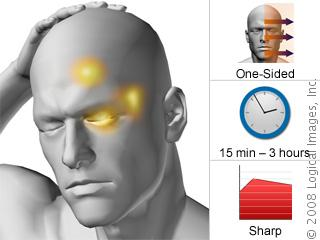 One-Sided
15 min – 3 hours
Sharp
© 2008 Logical Images, Inc.